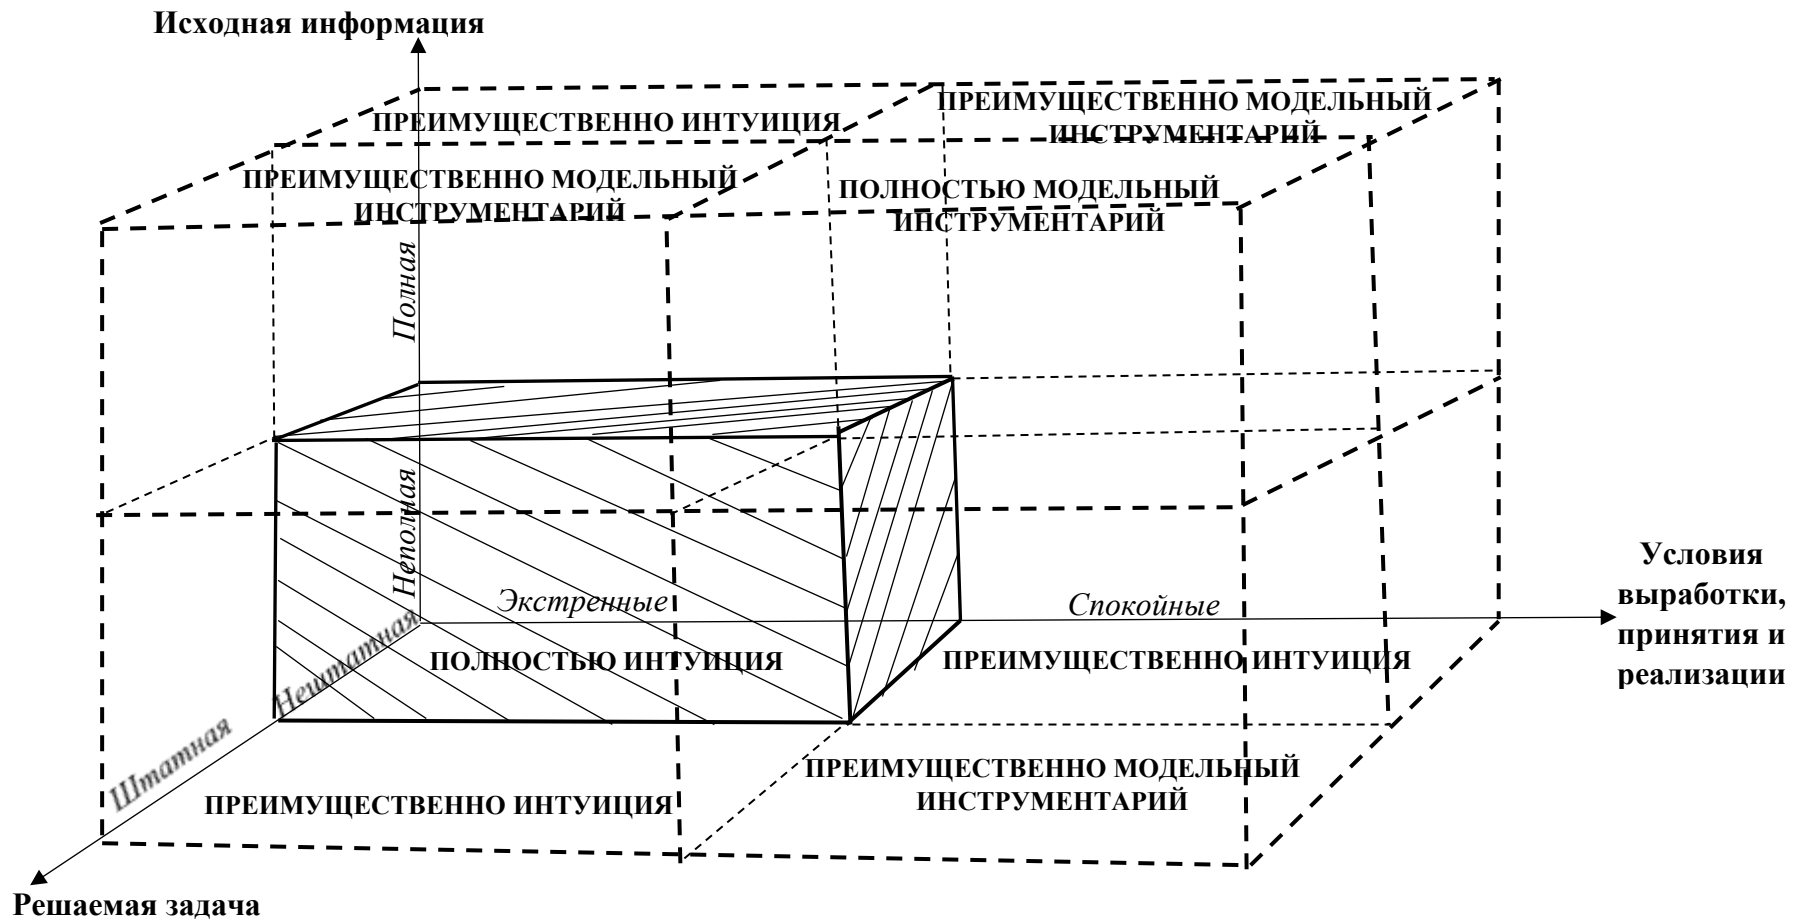 Исходная информация
ПРЕИМУЩЕСТВЕННО МОДЕЛЬНЫЙ
ИНСТРУМЕНТАРИЙ
ПРЕИМУЩЕСТВЕННО ИНТУИЦИЯ
ПРЕИМУЩЕСТВЕННО МОДЕЛЬНЫЙ
ИНСТРУМЕНТАРИЙ
ПОЛНОСТЬЮ МОДЕЛЬНЫЙ
ИНСТРУМЕНТАРИЙ
Полная
Неполная
Экстренные
Спокойные
Условия
выработки,
принятия и
реализации
Нештатная
Штатная
ПОЛНОСТЬЮ ИНТУИЦИЯ
ПРЕИМУЩЕСТВЕННО ИНТУИЦИЯ
ПРЕИМУЩЕСТВЕННО МОДЕЛЬНЫЙ
ИНСТРУМЕНТАРИЙ
ПРЕИМУЩЕСТВЕННО ИНТУИЦИЯ
Решаемая задача